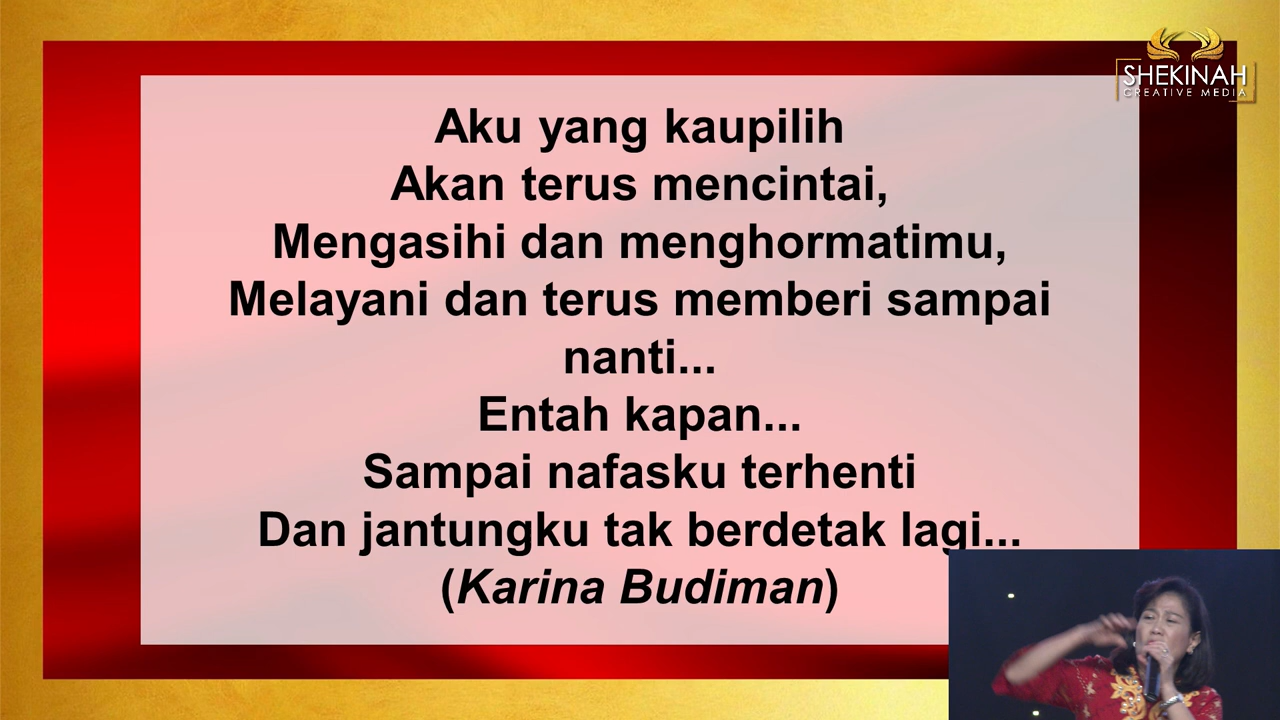 SHEKINAH
CREATIVE MEDIA
Aku yang kaupilih
Akan terus mencintai,
Mengasihi dan menghormatimu,
Melayani dan terus memberi sampai
nanti...
Entah kapan...
Sampai nafasku terhenti
Dan jantungku tak berdetak lagi...
(Karina Budiman)